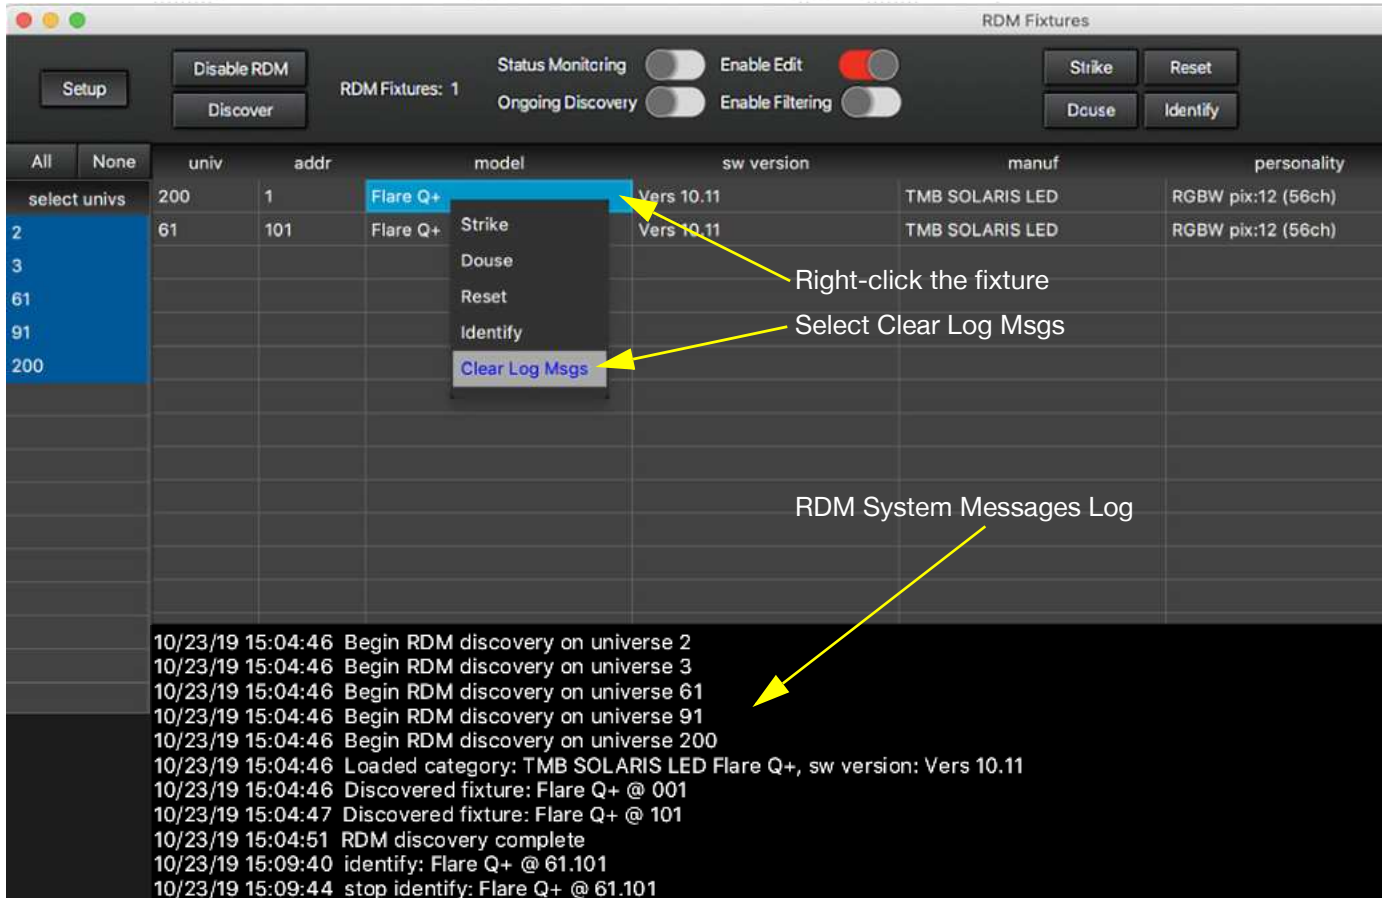 RDM Fixtures
Setup
Disable RDM
Discover
RDM Fixtures: 1
Status Monitoring
Ongoing Discovery
Enable Edit
Enable Filtering
Strike
Reset
Douse
Identify
All None univ addr model sw version manuf personality
select univs 200 1 Flare Q+ Vers 10.11 TMB SOLARIS LED RGBW pix:12 (56ch)
2 61 101 Flare Q+ Vers 10.11 TMB SOLARIS LED RGBW pix:12 (56ch)
3
61
91
200
Strike
Douse
Reset
Identify
Clear Log Msgs
Right-click the fixture
Select Clear Log Msgs
RDM System Messages Log
10/23/19 15:04:46 Begin RDM discovery on universe 2
10/23/19 15:04:46 Begin RDM discovery on universe 3
10/23/19 15:04:46 Begin RDM discovery on universe 61
10/23/19 15:04:46 Begin RDM discovery on universe 91
10/23/19 15:04:46 Begin RDM discovery on universe 200
10/23/19 15:04:46 Loaded category: TMB SOLARIS LED Flare Q+, sw version: Vers 10.11
10/23/19 15:04:46 Discovered fixture: Flare Q+ @ 001
10/23/19 15:04:47 Discovered fixture: Flare Q+ @ 101
10/23/19 15:04:51 RDM discovery complete
10/23/19 15:09:40 identify: Flare Q+ @ 61.101
10/23/19 15:09:44 stop identify: Flare Q+ @ 61.101